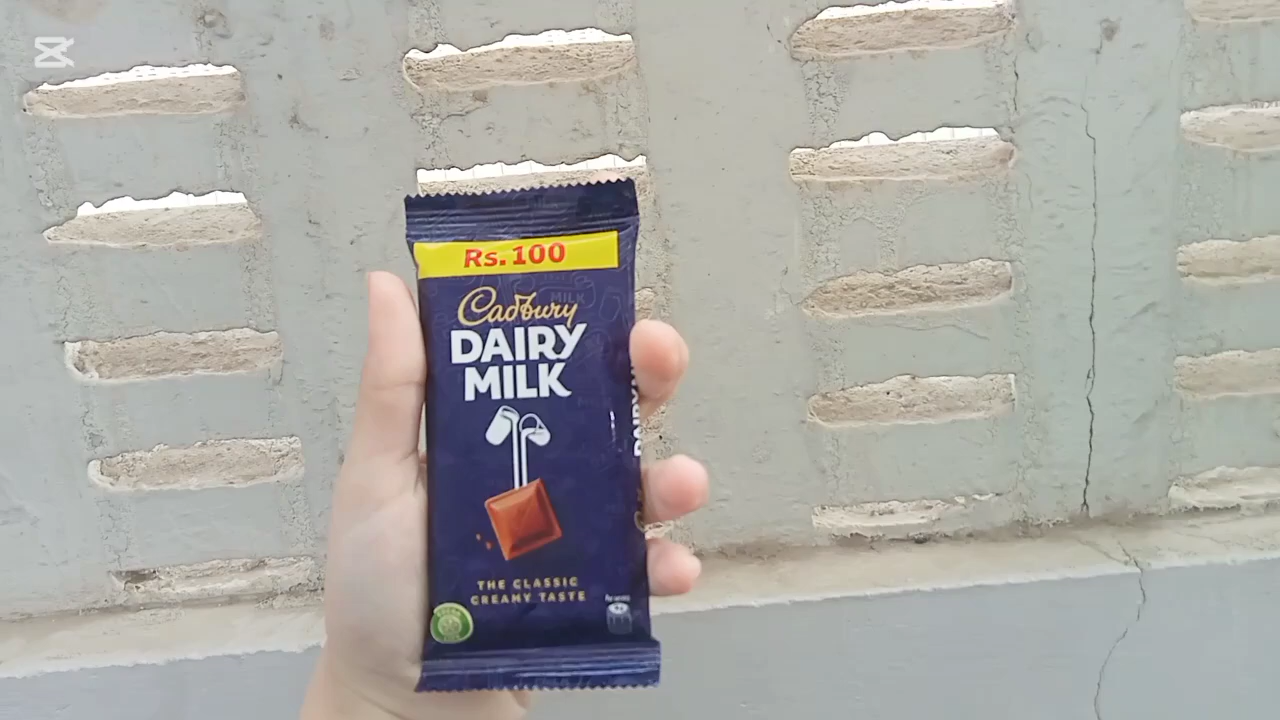 Rs.100
Cadbury
DAIRY
MILK
THE CLASSIC
CREAMY TASTE